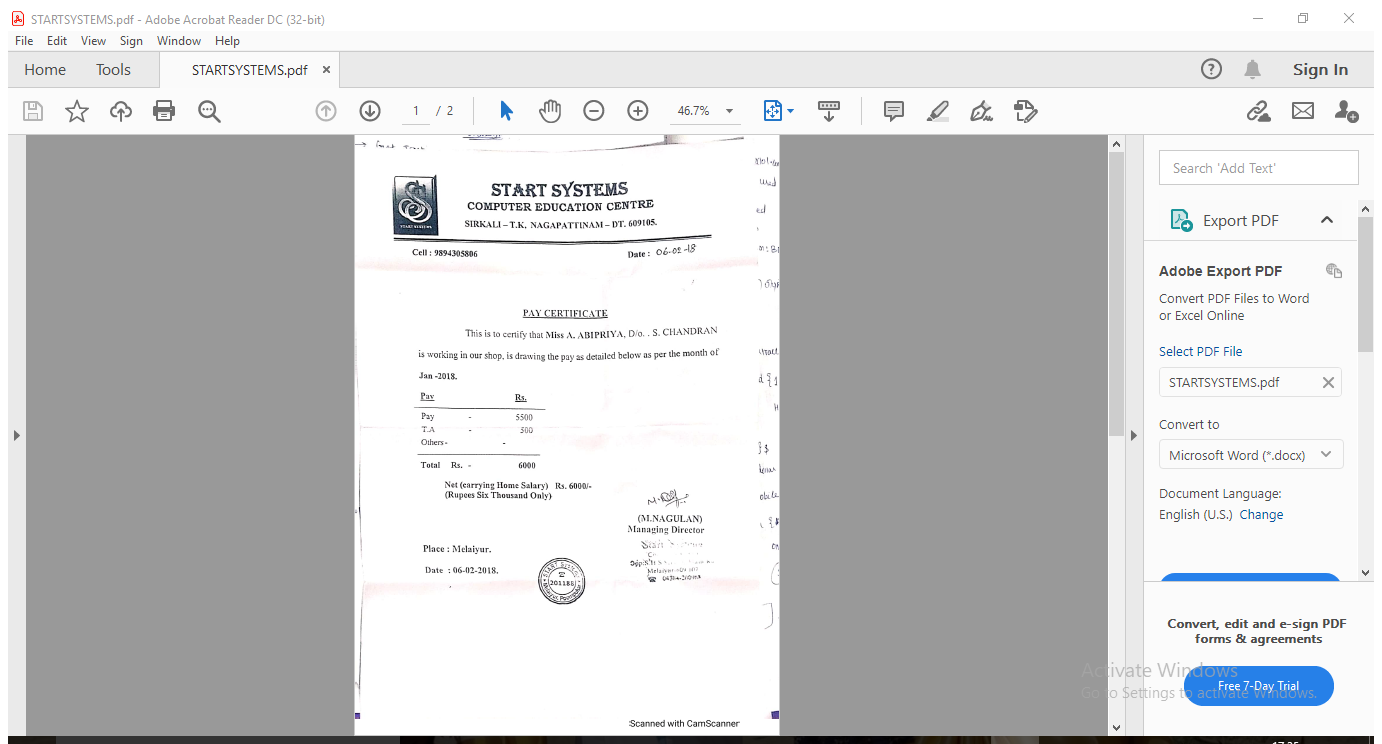 STARTSYSTEMS.pdf - Adobe Acrobat Reader DC (32-bit)
File Edit View Sign Window Help
Home Tools STARTSYSTEMS.pdf × Sign In
1 / 2 46.7%
START SYSTEMS
COMPUTER EDUCATION CENTRE
SIRKALI – T.K. NAGAPATTINAM – DT. 609105.
START SYSTEMS
Cell : 9894305806 Date : 06-02-18
PAY CERTIFICATE
This is to certify that Miss A. ABIPRIYA, D/o. . S. CHANDRAN
is working in our shop, is drawing the pay as detailed below as per the month of
Jan -2018.
Pay Rs.
Pay - 5500
T.A - 500
Others - -
Total Rs. - 6000
Net (carrying Home Salary) Rs. 6000/-
(Rupees Six Thousand Only)
(M.NAGULAN)
Managing Director
Place : Melaiyur.
Date : 06-02-2018.
201188
Scanned with CamScanner
Search 'Add Text'
Export PDF
Adobe Export PDF
Convert PDF Files to Word
or Excel Online
Select PDF File
STARTSYSTEMS.pdf
Convert to
Microsoft Word (*.docx)
Document Language:
English (U.S.) Change
Convert, edit and e-sign PDF
forms & agreements
Free 7-Day Trial
Activate Windows
Go to Settings to activate Windows.